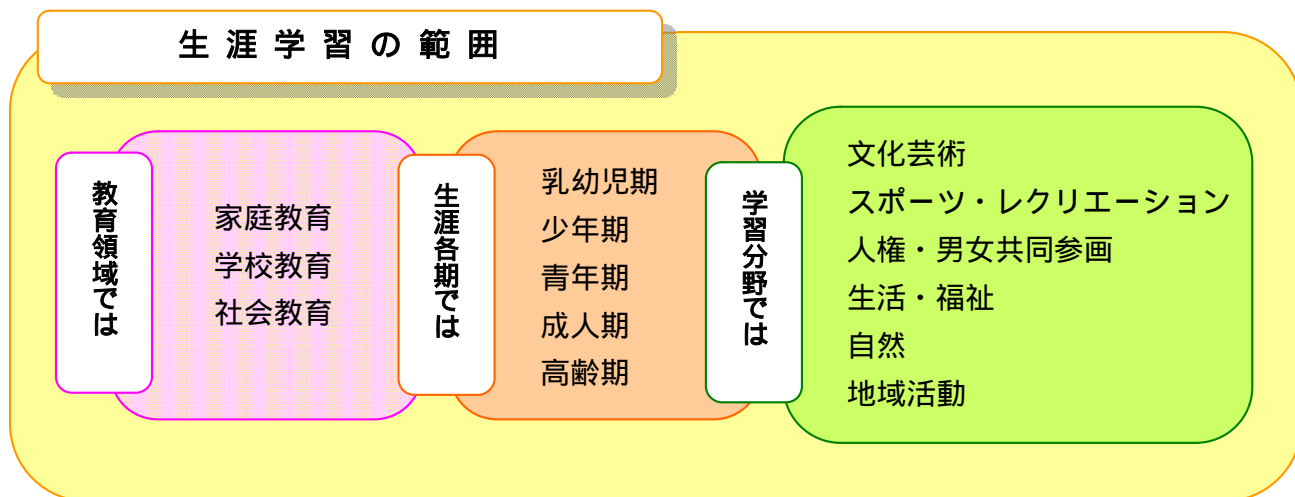 生涯学習の範囲
教育領域では
家庭教育
学校教育
社会教育
生涯各期では
乳幼児期
少年期
青年期
成人期
高齢期
学習分野では
文化芸術
スポーツ・レクリエーション
人権・男女共同参画
生活・福祉
自然
地域活動